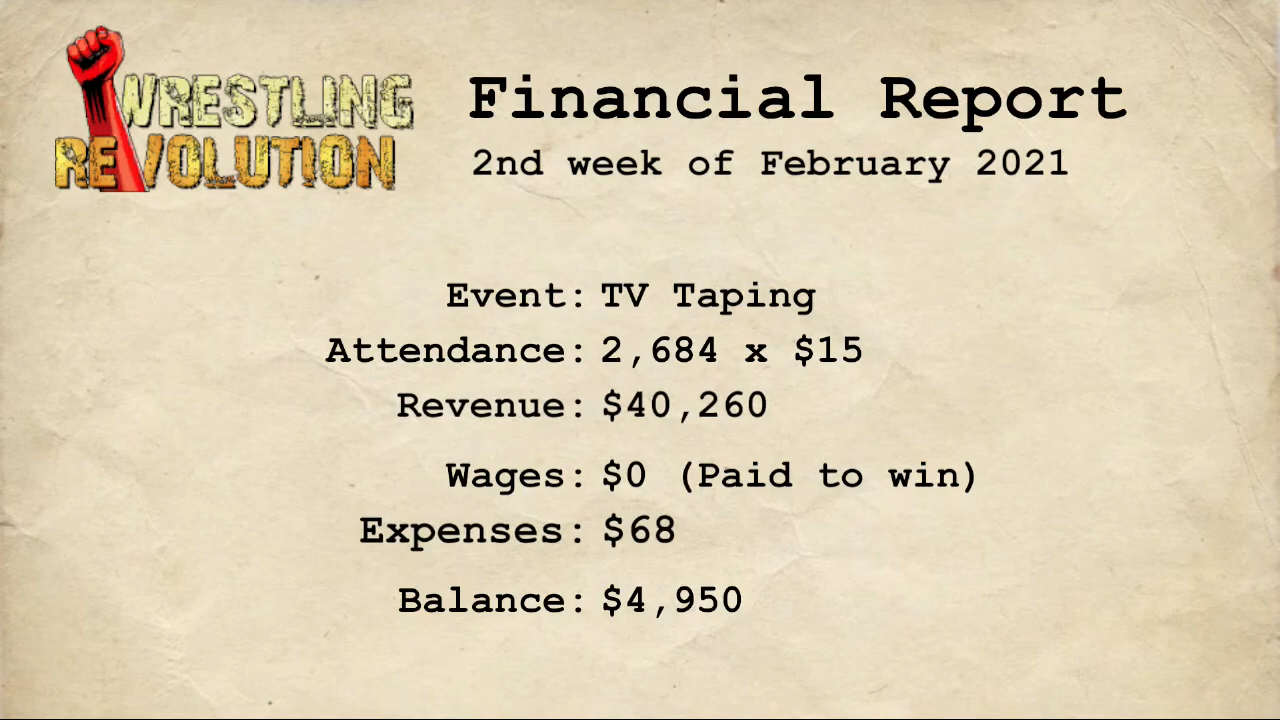 WRESTLING
REVOLUTION
Financial Report
2nd week of February 2021
Event: TV Taping
Attendance: 2,684 x $15
Revenue: $40,260
Wages: $0 (Paid to win)
Expenses: $68
Balance: $4,950